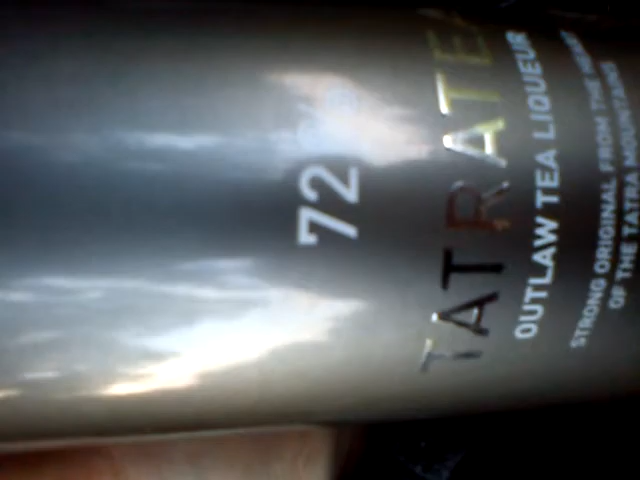 72
TATRATEA
OUTLAW TEA LIQUEUR
STRONG ORIGINAL FROM THE HEART
OF THE TATRA MOUNTAINS